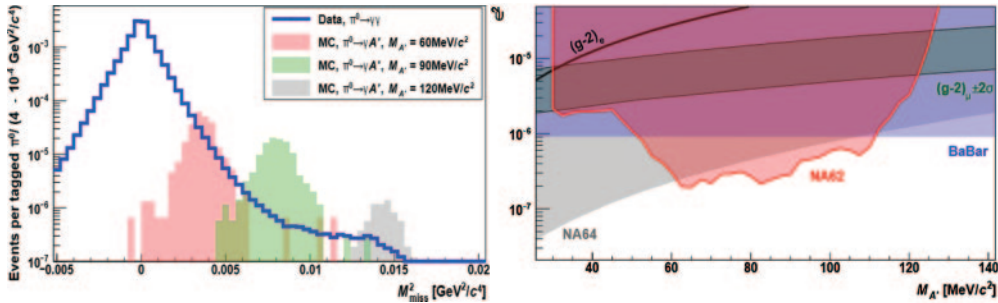 Events per tagged π⁰/ (4 · 10⁻⁴ GeV²/c⁴)
10⁻³
10⁻⁴
10⁻⁵
10⁻⁶
10⁻⁷
Data, π⁰→γγ
MC, π⁰→γA', M_A' = 60MeV/c²
MC, π⁰→γA', M_A' = 90MeV/c²
MC, π⁰→γA', M_A' = 120MeV/c²
-0.005 0 0.005 0.01 0.015 0.02
M²_miss [GeV²/c⁴]
ε²
10⁻⁵
10⁻⁶
10⁻⁷
(g-2)_e
(g-2)_μ±2σ
BaBar
NA62
NA64
40 60 80 100 120 140
M_A' [MeV/c²]